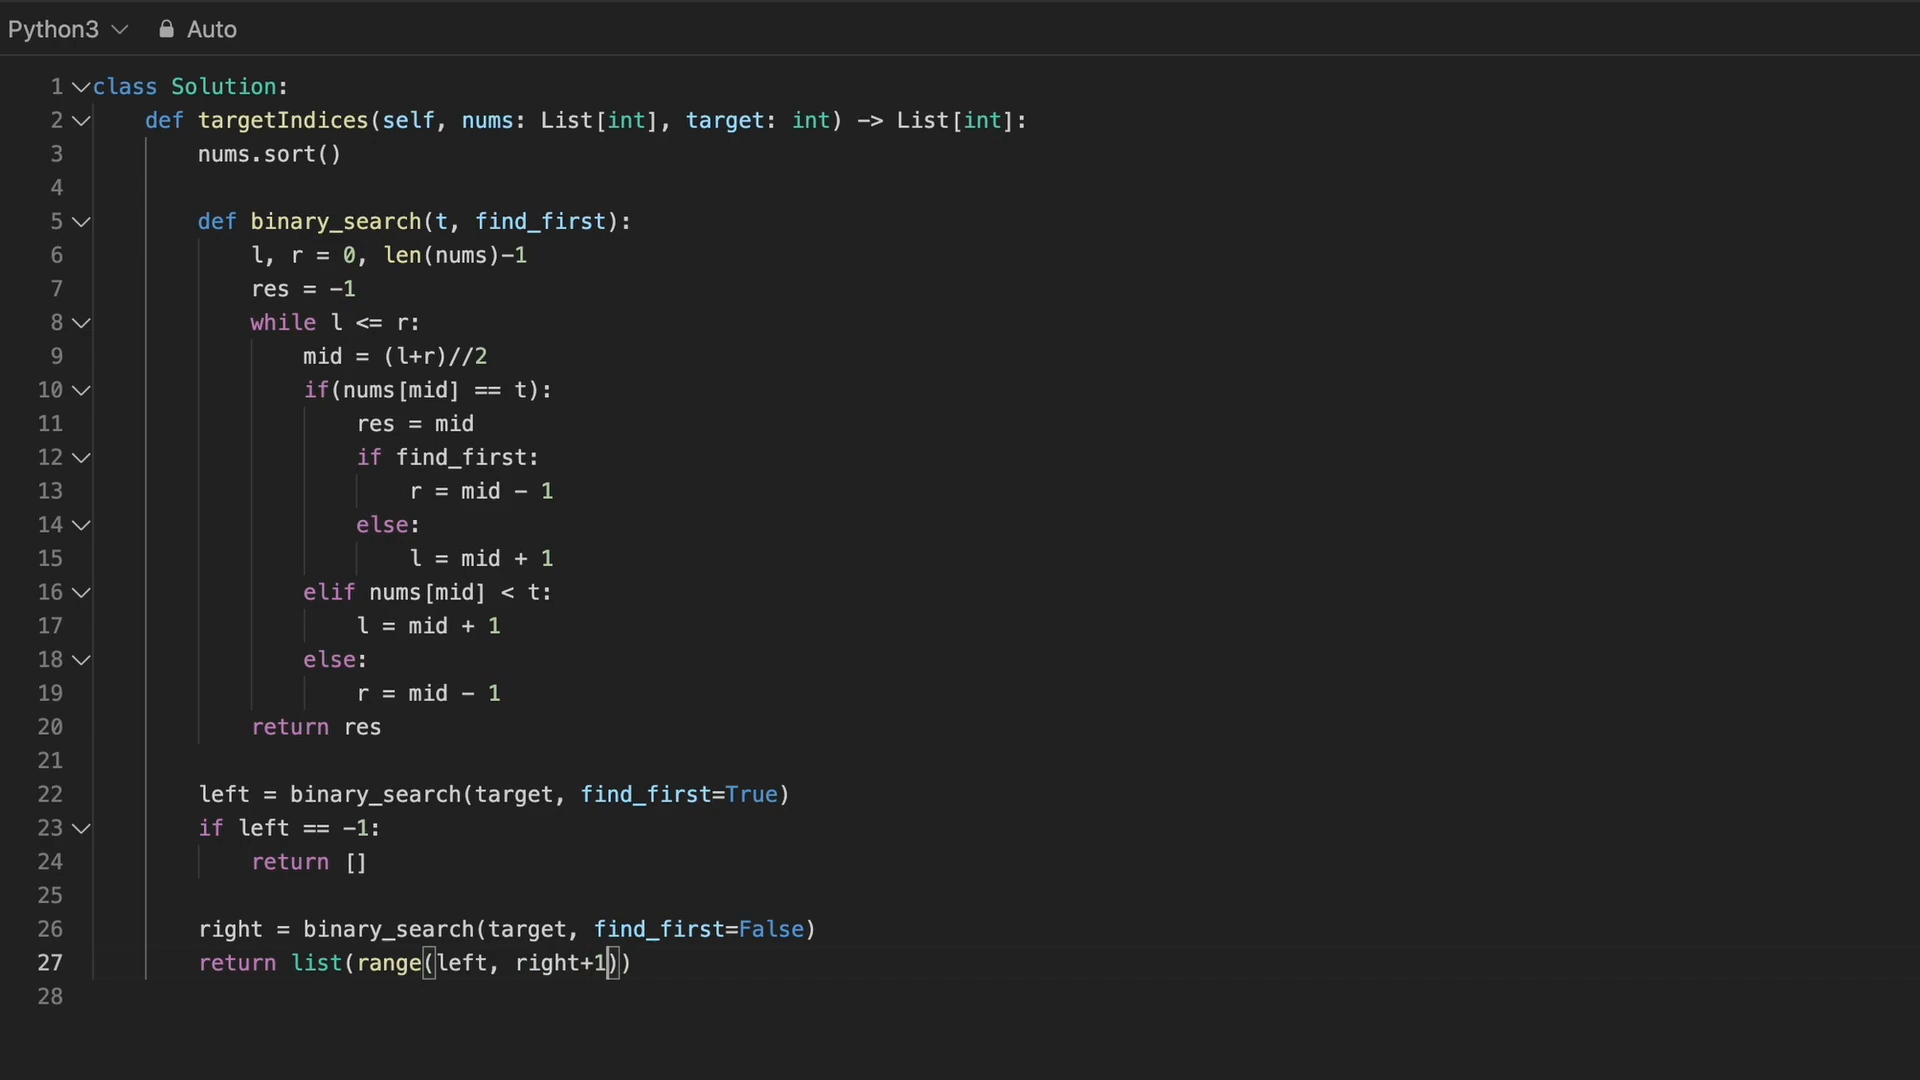 Python3 Auto
1 class Solution:
2 def targetIndices(self, nums: List[int], target: int) -> List[int]:
3 nums.sort()
4
5 def binary_search(t, find_first):
6 l, r = 0, len(nums)-1
7 res = -1
8 while l <= r:
9 mid = (l+r)//2
10 if(nums[mid] == t):
11 res = mid
12 if find_first:
13 r = mid - 1
14 else:
15 l = mid + 1
16 elif nums[mid] < t:
17 l = mid + 1
18 else:
19 r = mid - 1
20 return res
21
22 left = binary_search(target, find_first=True)
23 if left == -1:
24 return []
25
26 right = binary_search(target, find_first=False)
27 return list(range(left, right+1))
28